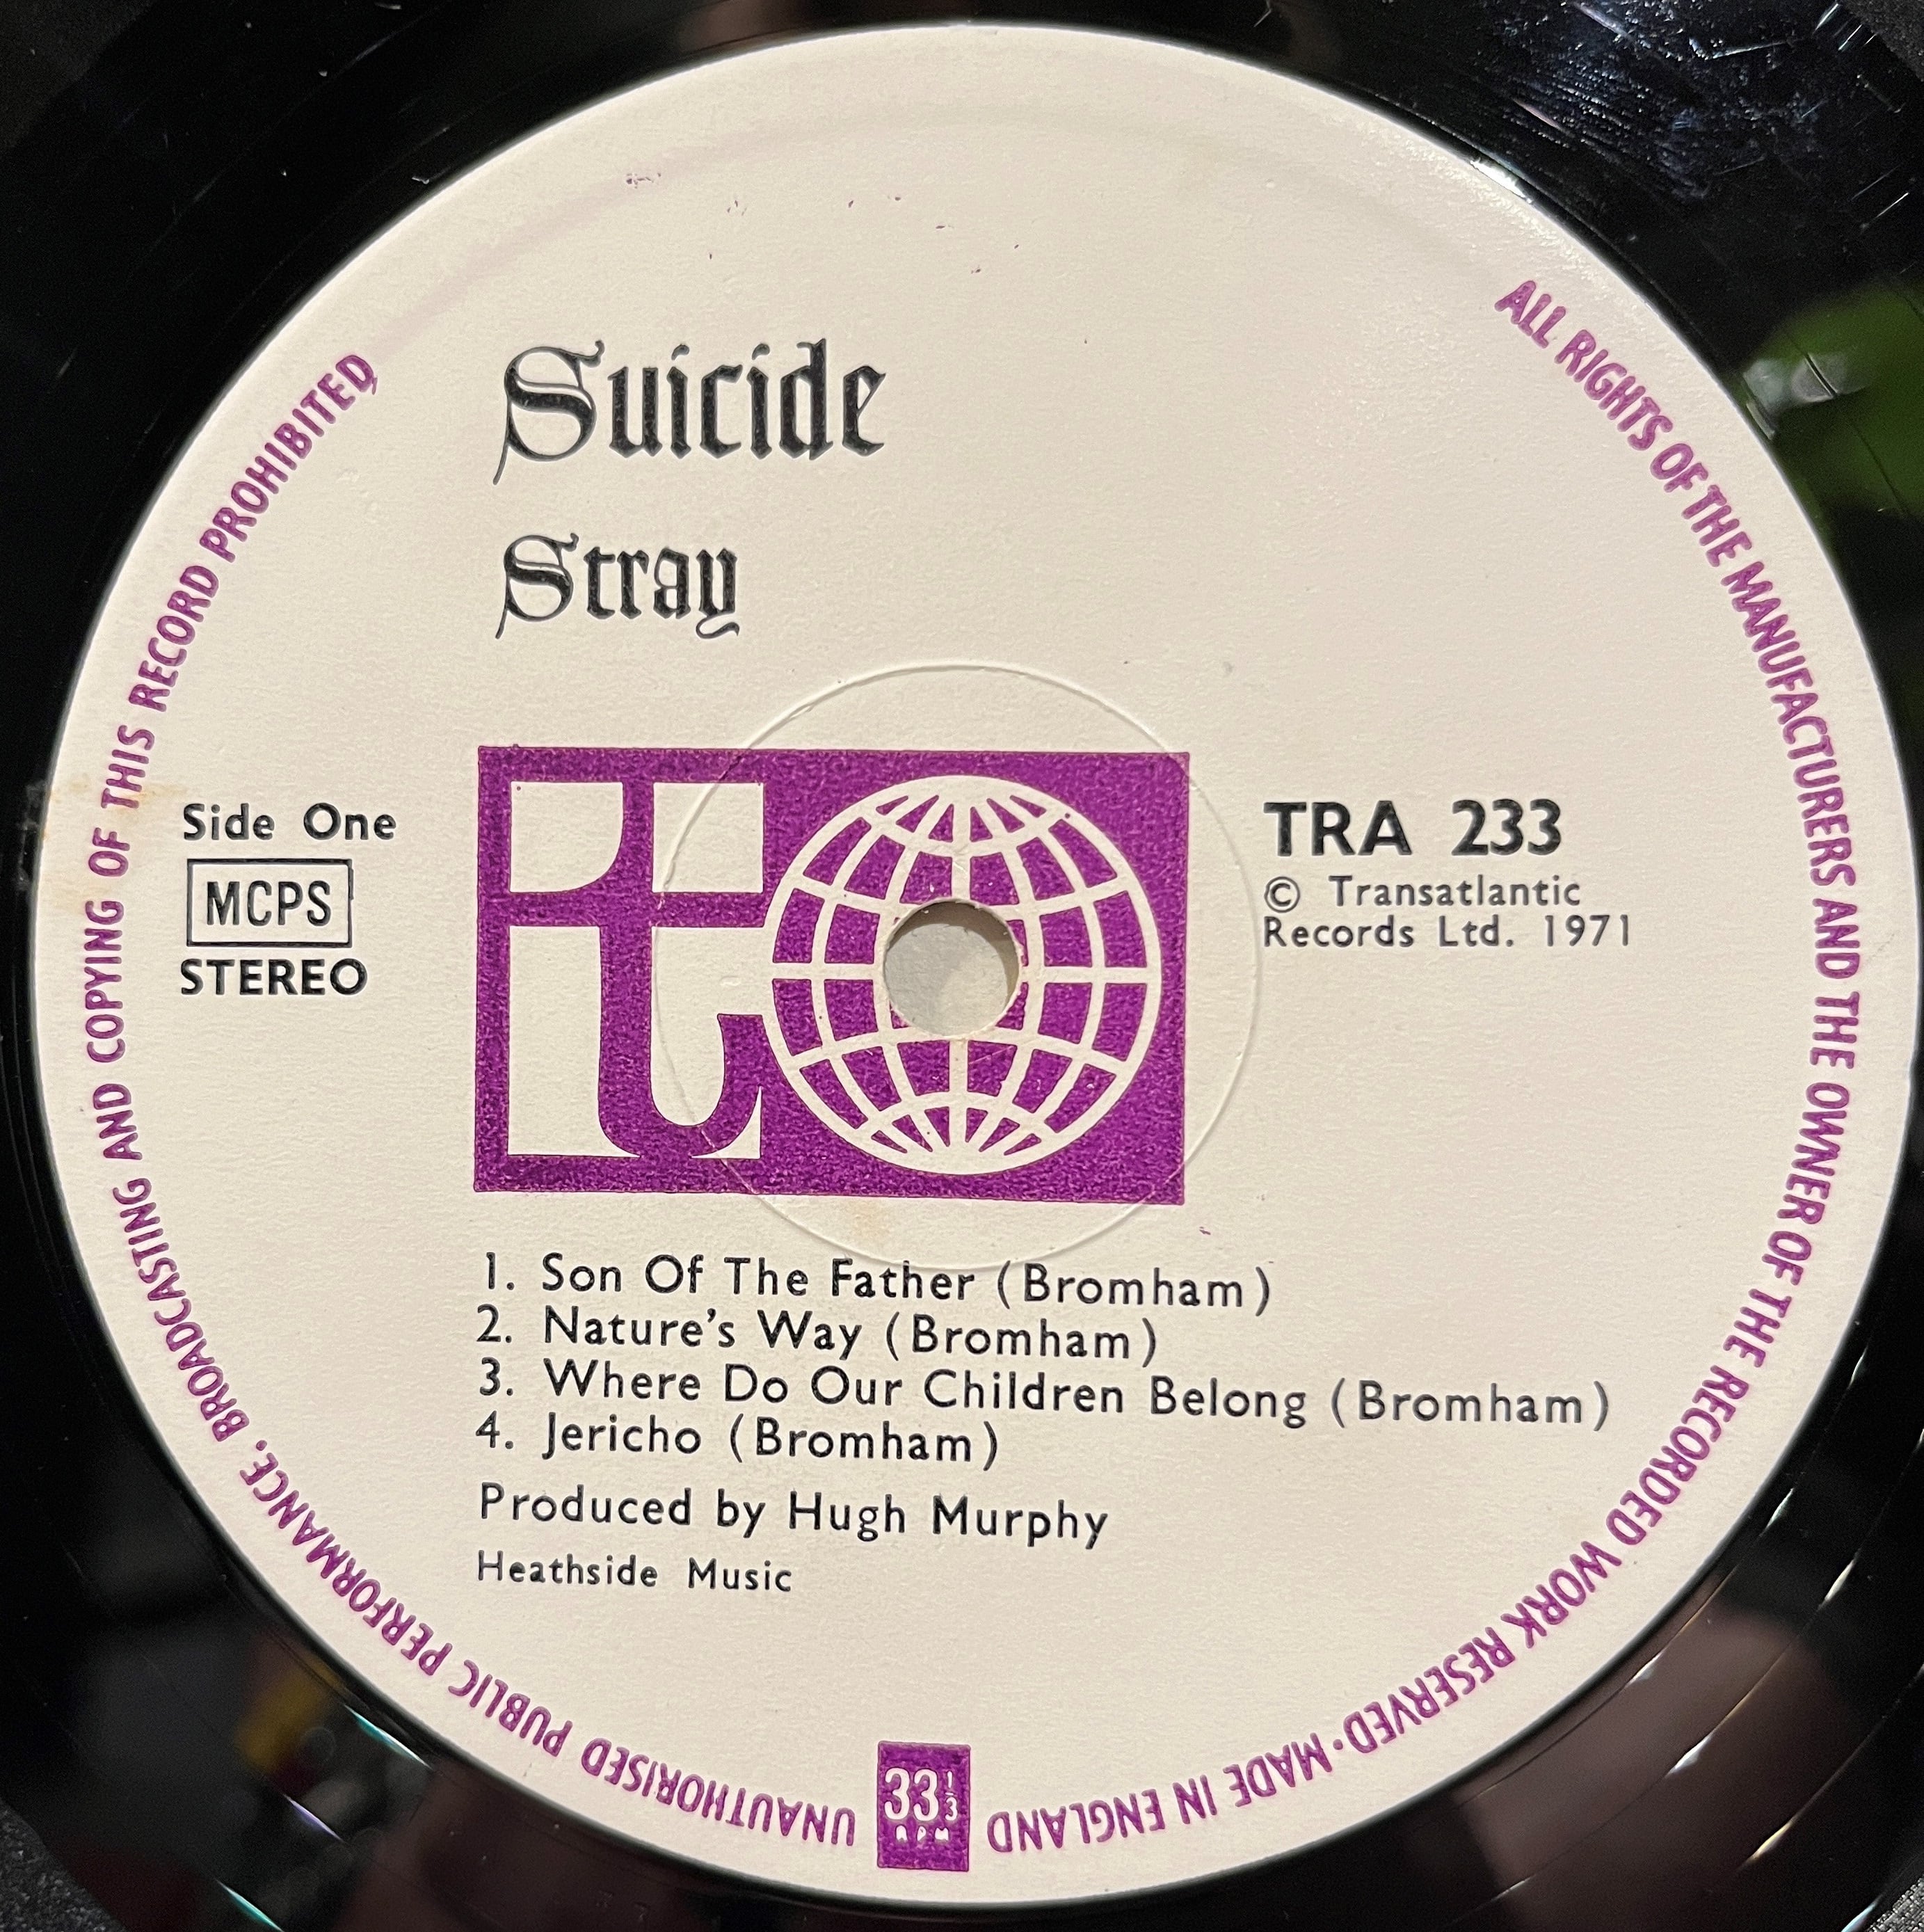 Suicide
Stray
Side One
MCPS
STEREO
t
TRA 233
© Transatlantic
Records Ltd. 1971
1. Son Of The Father (Bromham)
2. Nature's Way (Bromham)
3. Where Do Our Children Belong (Bromham)
4. Jericho (Bromham)
Produced by Hugh Murphy
Heathside Music
33⅓
RPM
ALL RIGHTS OF THE MANUFACTURERS AND THE OWNER OF THE RECORDED WORK RESERVED·MADE IN ENGLAND
UNAUTHORISED PUBLIC PERFORMANCE, BROADCASTING AND COPYING OF THIS RECORD PROHIBITED